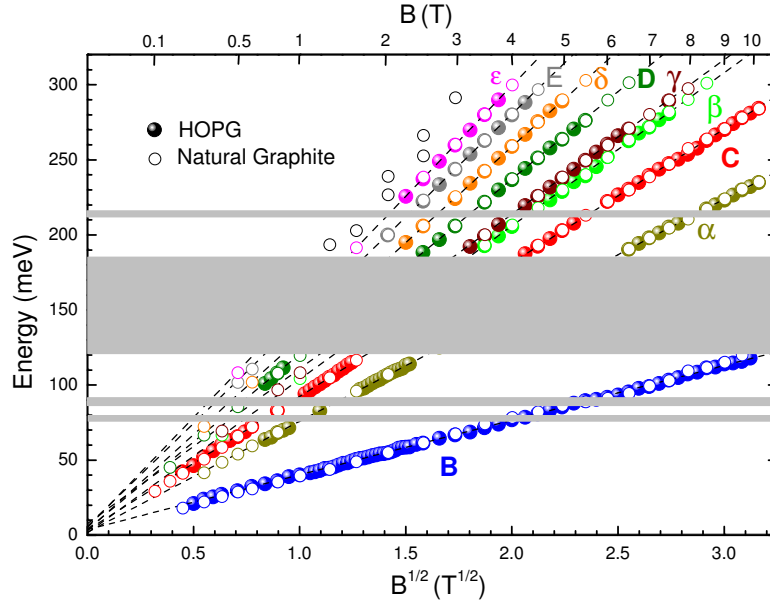 B (T)
0.1 0.5 1 2 3 4 5 6 7 8 9 10
300
250
200
150
100
50
0
Energy (meV)
HOPG
Natural Graphite
ε E δ D γ
β
C
α
B
0.0 0.5 1.0 1.5 2.0 2.5 3.0
B^{1/2} (T^{1/2})